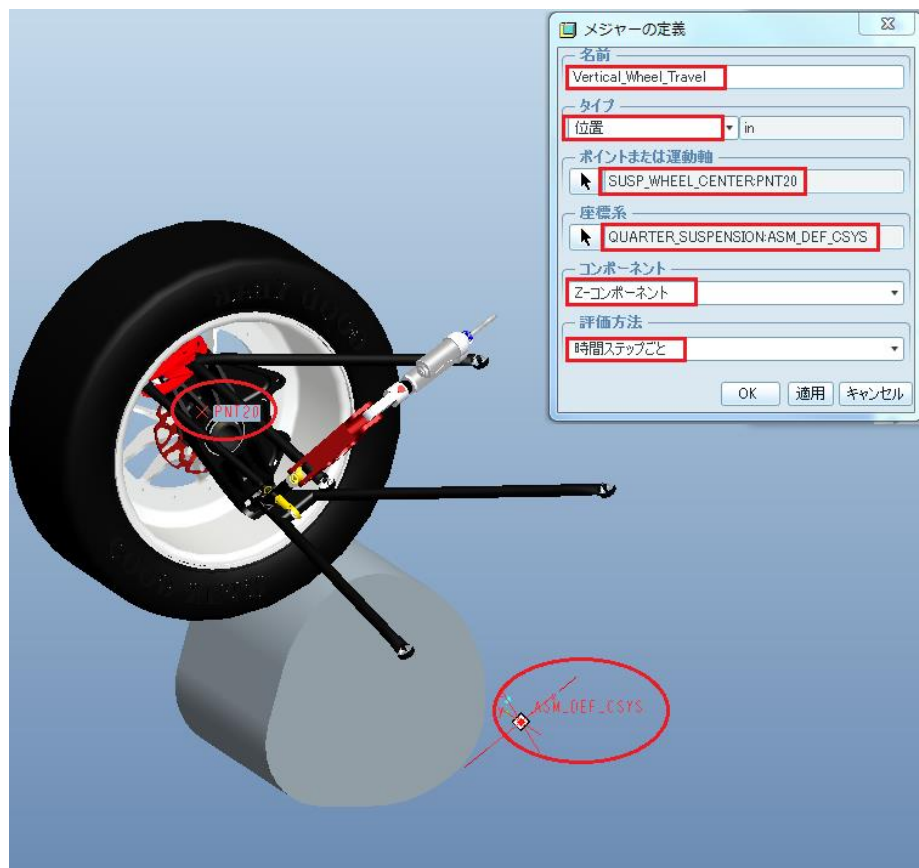 メジャーの定義
名前
Vertical_Wheel_Travel
タイプ
位置
in
ポイントまたは運動軸
SUSP_WHEEL_CENTER:PNT20
座標系
QUARTER_SUSPENSION:ASM_DEF_CSYS
コンポーネント
Z-コンポーネント
評価方法
時間ステップごと
OK
適用
キャンセル
PNT20
ASM_DEF_CSYS